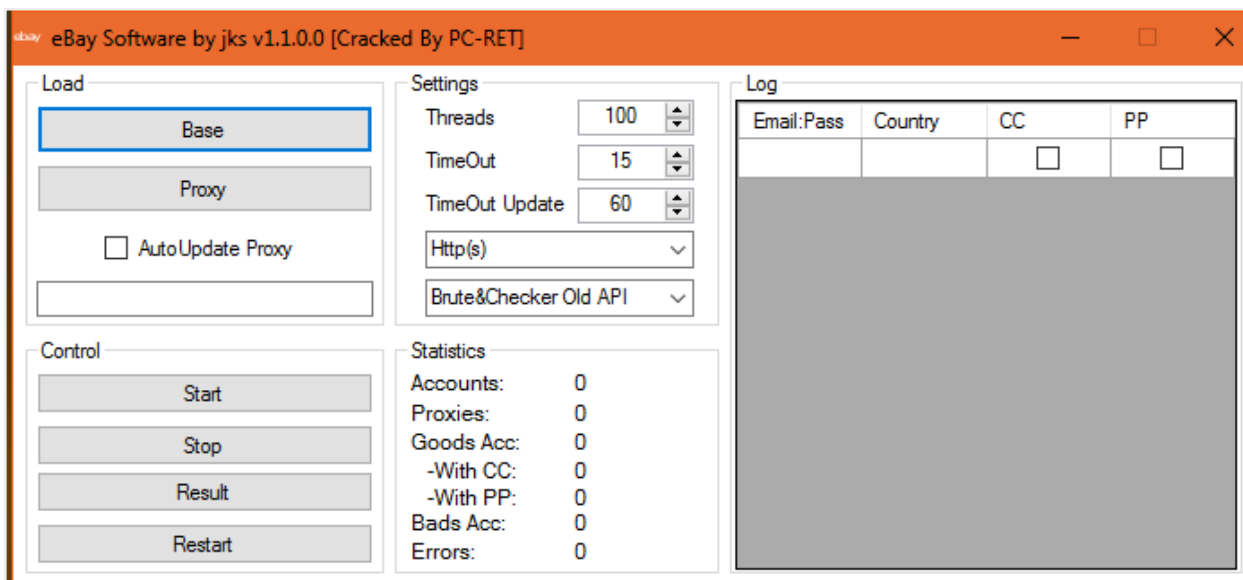 ebay eBay Software by jks v1.1.0.0 [Cracked By PC-RET]
Load
Base
Proxy
AutoUpdate Proxy
Settings
Threads 100
TimeOut 15
TimeOut Update 60
Http(s)
Brute&Checker Old API
Log
Email:Pass Country CC PP
Control
Start
Stop
Result
Restart
Statistics
Accounts: 0
Proxies: 0
Goods Acc: 0
-With CC: 0
-With PP: 0
Bads Acc: 0
Errors: 0